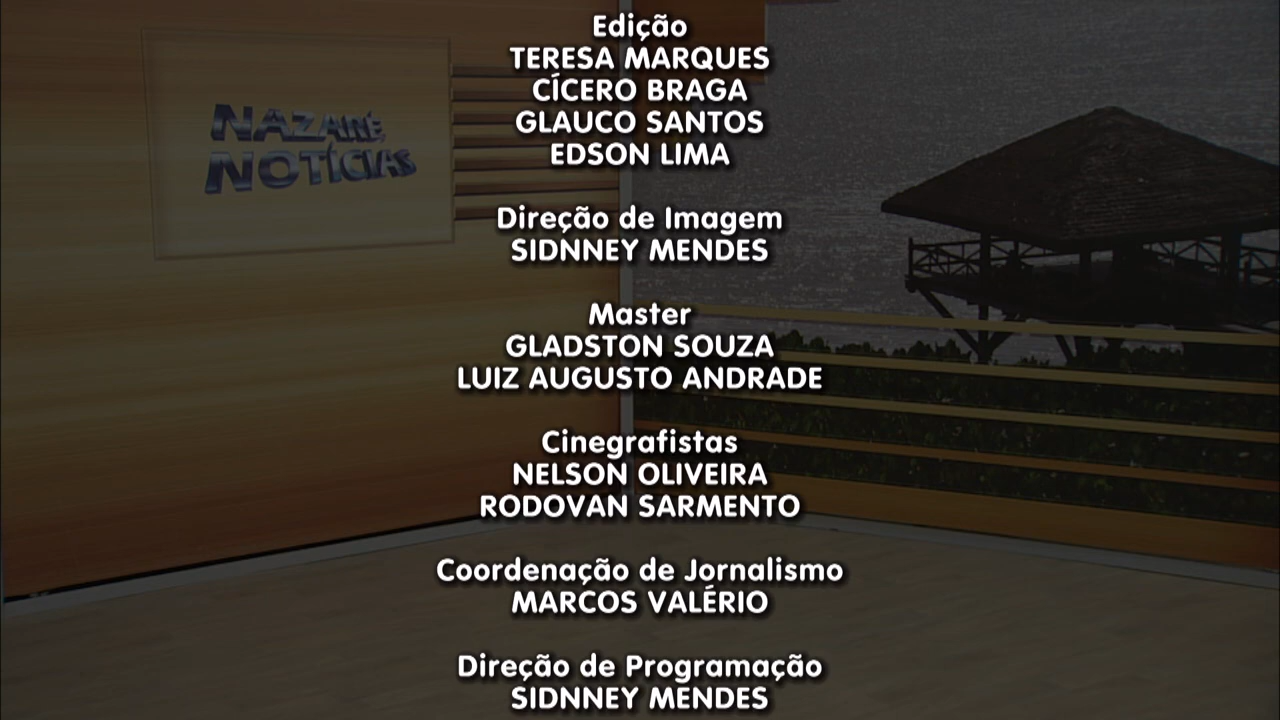 NAZARÉ
NOTÍCIAS
Edição
TERESA MARQUES
CÍCERO BRAGA
GLAUCO SANTOS
EDSON LIMA
Direção de Imagem
SIDNNEY MENDES
Master
GLADSTON SOUZA
LUIZ AUGUSTO ANDRADE
Cinegrafistas
NELSON OLIVEIRA
RODOVAN SARMENTO
Coordenação de Jornalismo
MARCOS VALÉRIO
Direção de Programação
SIDNNEY MENDES